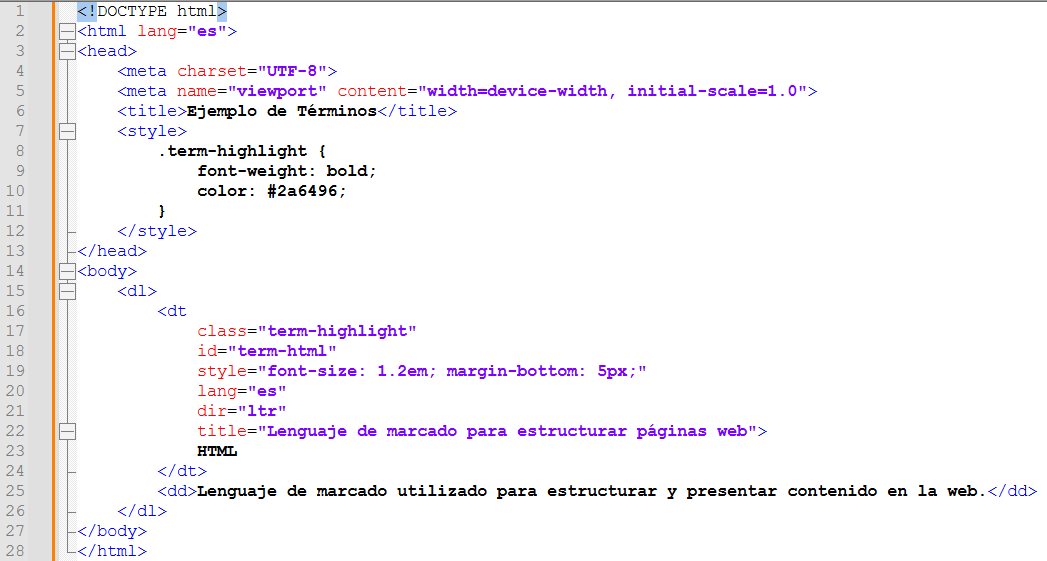 1 <!DOCTYPE html>
2 <html lang="es">
3 <head>
4     <meta charset="UTF-8">
5     <meta name="viewport" content="width=device-width, initial-scale=1.0">
6     <title>Ejemplo de Términos</title>
7     <style>
8         .term-highlight {
9             font-weight: bold;
10             color: #2a6496;
11         }
12     </style>
13 </head>
14 <body>
15     <dl>
16         <dt
17             class="term-highlight"
18             id="term-html"
19             style="font-size: 1.2em; margin-bottom: 5px;"
20             lang="es"
21             dir="ltr"
22             title="Lenguaje de marcado para estructurar páginas web">
23             HTML
24         </dt>
25         <dd>Lenguaje de marcado utilizado para estructurar y presentar contenido en la web.</dd>
26     </dl>
27 </body>
28 </html>